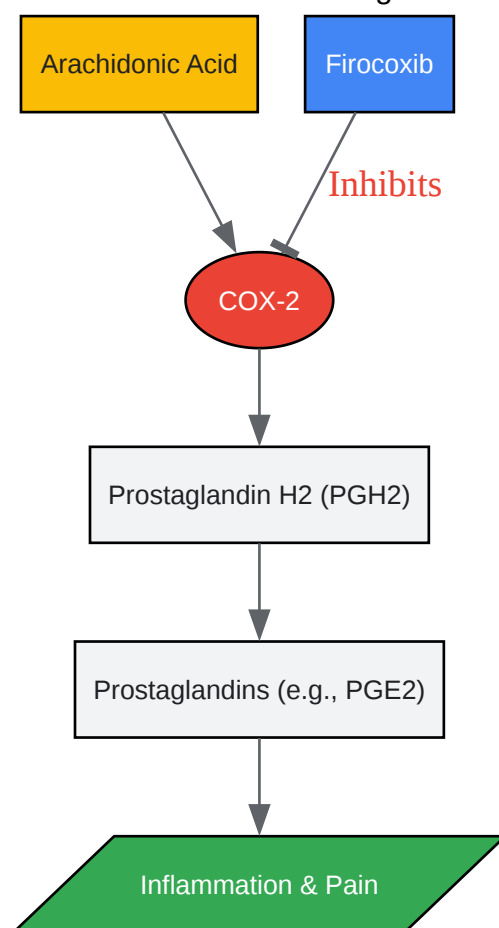 Arachidonic Acid
Firocoxib
Inhibits
COX-2
Prostaglandin H2 (PGH2)
Prostaglandins (e.g., PGE2)
Inflammation & Pain